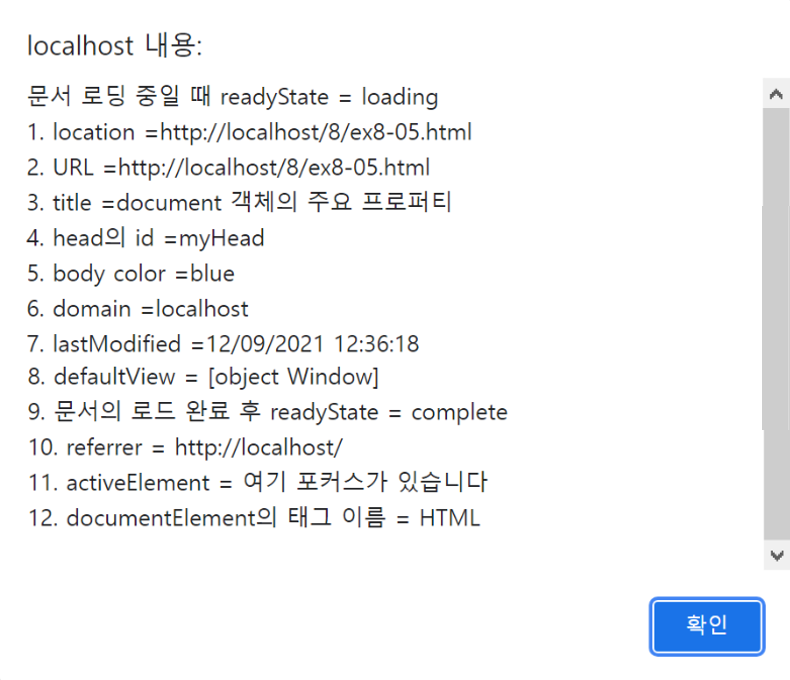 localhost 내용:
문서 로딩 중일 때 readyState = loading
1. location =http://localhost/8/ex8-05.html
2. URL =http://localhost/8/ex8-05.html
3. title =document 객체의 주요 프로퍼티
4. head의 id =myHead
5. body color =blue
6. domain =localhost
7. lastModified =12/09/2021 12:36:18
8. defaultView = [object Window]
9. 문서의 로드 완료 후 readyState = complete
10. referrer = http://localhost/
11. activeElement = 여기 포커스가 있습니다
12. documentElement의 태그 이름 = HTML
확인